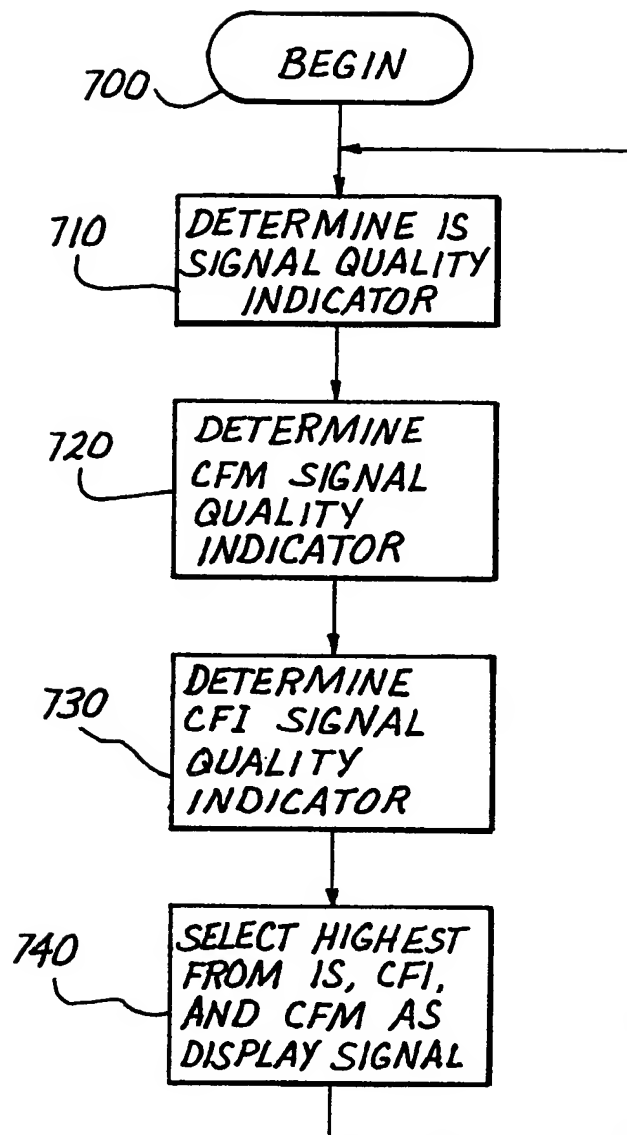 BEGIN
700
DETERMINE IS
SIGNAL QUALITY
INDICATOR
710
DETERMINE
CFM SIGNAL
QUALITY
INDICATOR
720
DETERMINE
CFI SIGNAL
QUALITY
INDICATOR
730
SELECT HIGHEST
FROM IS, CFI,
AND CFM AS
DISPLAY SIGNAL
740